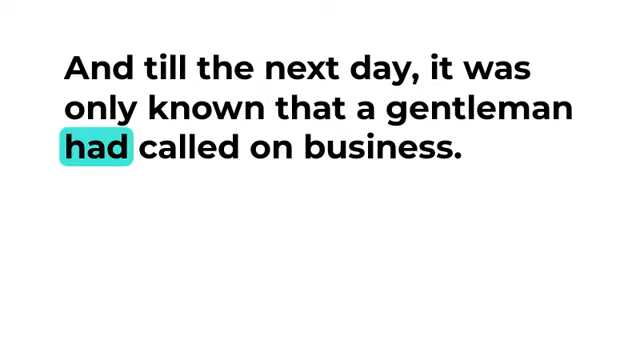 And till the next day, it was
only known that a gentleman
had called on business.